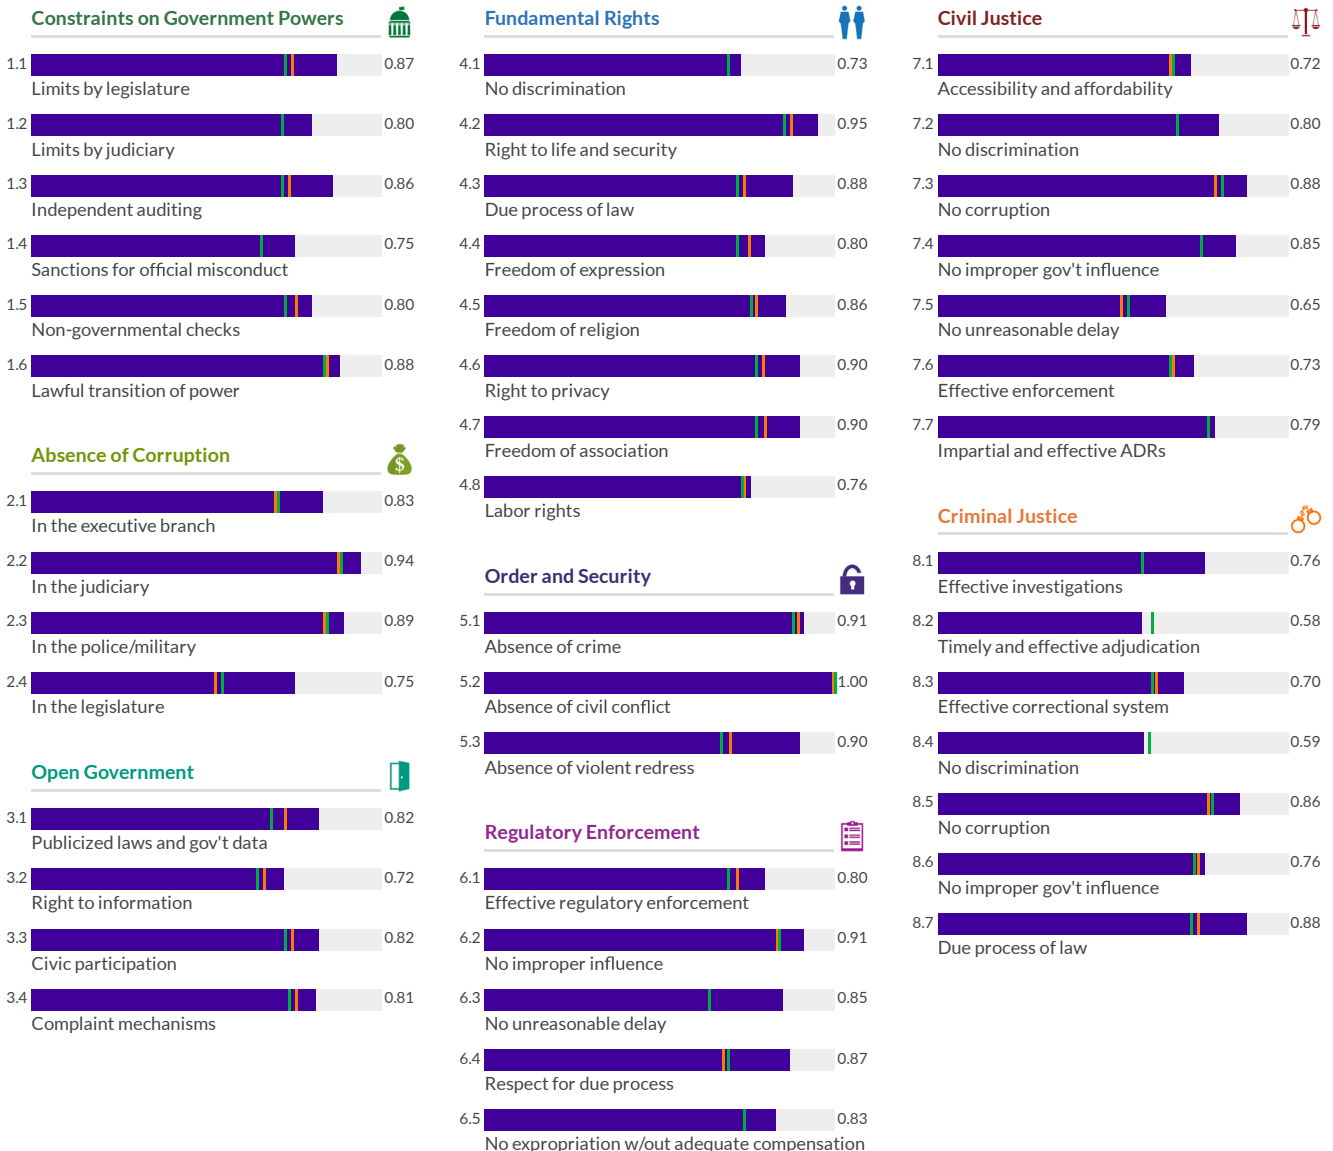 Constraints on Government Powers
1.1 0.87
Limits by legislature
1.2 0.80
Limits by judiciary
1.3 0.86
Independent auditing
1.4 0.75
Sanctions for official misconduct
1.5 0.80
Non-governmental checks
1.6 0.88
Lawful transition of power
Absence of Corruption
$
2.1 0.83
In the executive branch
2.2 0.94
In the judiciary
2.3 0.89
In the police/military
2.4 0.75
In the legislature
Open Government
3.1 0.82
Publicized laws and gov't data
3.2 0.72
Right to information
3.3 0.82
Civic participation
3.4 0.81
Complaint mechanisms
Fundamental Rights
4.1 0.73
No discrimination
4.2 0.95
Right to life and security
4.3 0.88
Due process of law
4.4 0.80
Freedom of expression
4.5 0.86
Freedom of religion
4.6 0.90
Right to privacy
4.7 0.90
Freedom of association
4.8 0.76
Labor rights
Order and Security
5.1 0.91
Absence of crime
5.2 1.00
Absence of civil conflict
5.3 0.90
Absence of violent redress
Regulatory Enforcement
6.1 0.80
Effective regulatory enforcement
6.2 0.91
No improper influence
6.3 0.85
No unreasonable delay
6.4 0.87
Respect for due process
6.5 0.83
No expropriation w/out adequate compensation
Civil Justice
7.1 0.72
Accessibility and affordability
7.2 0.80
No discrimination
7.3 0.88
No corruption
7.4 0.85
No improper gov't influence
7.5 0.65
No unreasonable delay
7.6 0.73
Effective enforcement
7.7 0.79
Impartial and effective ADRs
Criminal Justice
8.1 0.76
Effective investigations
8.2 0.58
Timely and effective adjudication
8.3 0.70
Effective correctional system
8.4 0.59
No discrimination
8.5 0.86
No corruption
8.6 0.76
No improper gov't influence
8.7 0.88
Due process of law